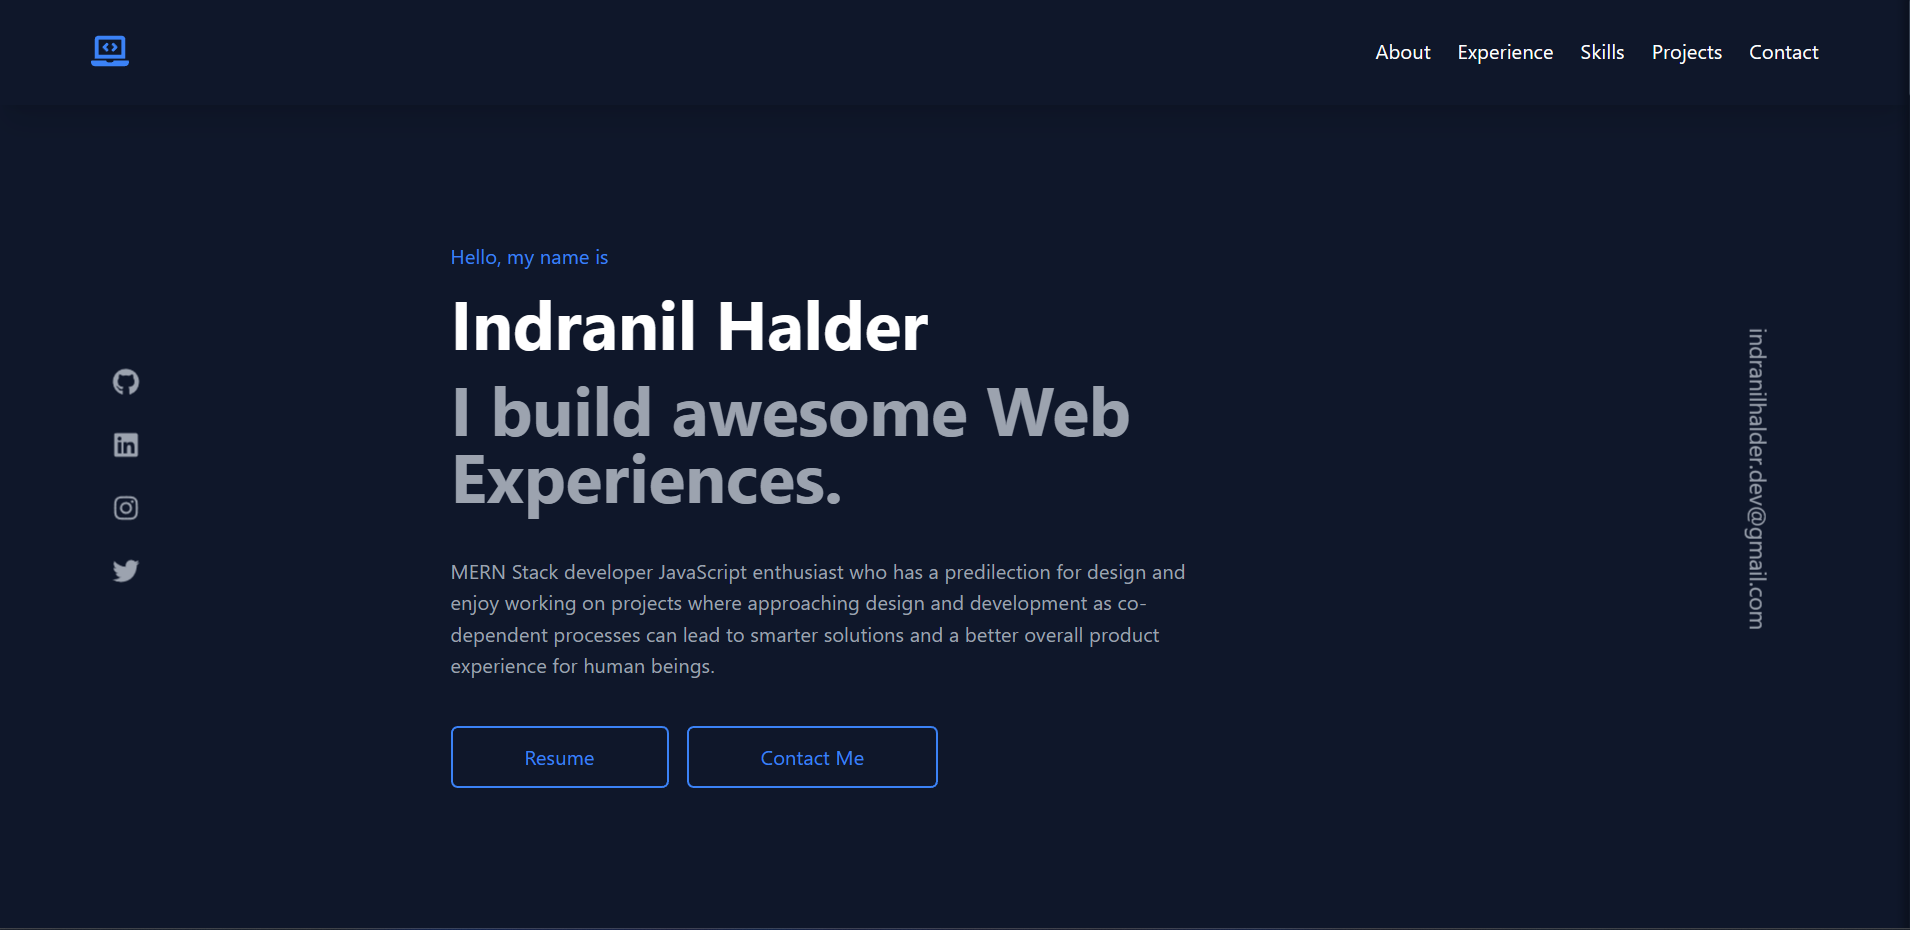 About Experience Skills Projects Contact
Hello, my name is
Indranil Halder
I build awesome Web
Experiences.
MERN Stack developer JavaScript enthusiast who has a predilection for design and
enjoy working on projects where approaching design and development as co-
dependent processes can lead to smarter solutions and a better overall product
experience for human beings.
Resume Contact Me
indranilhalder.dev@gmail.com